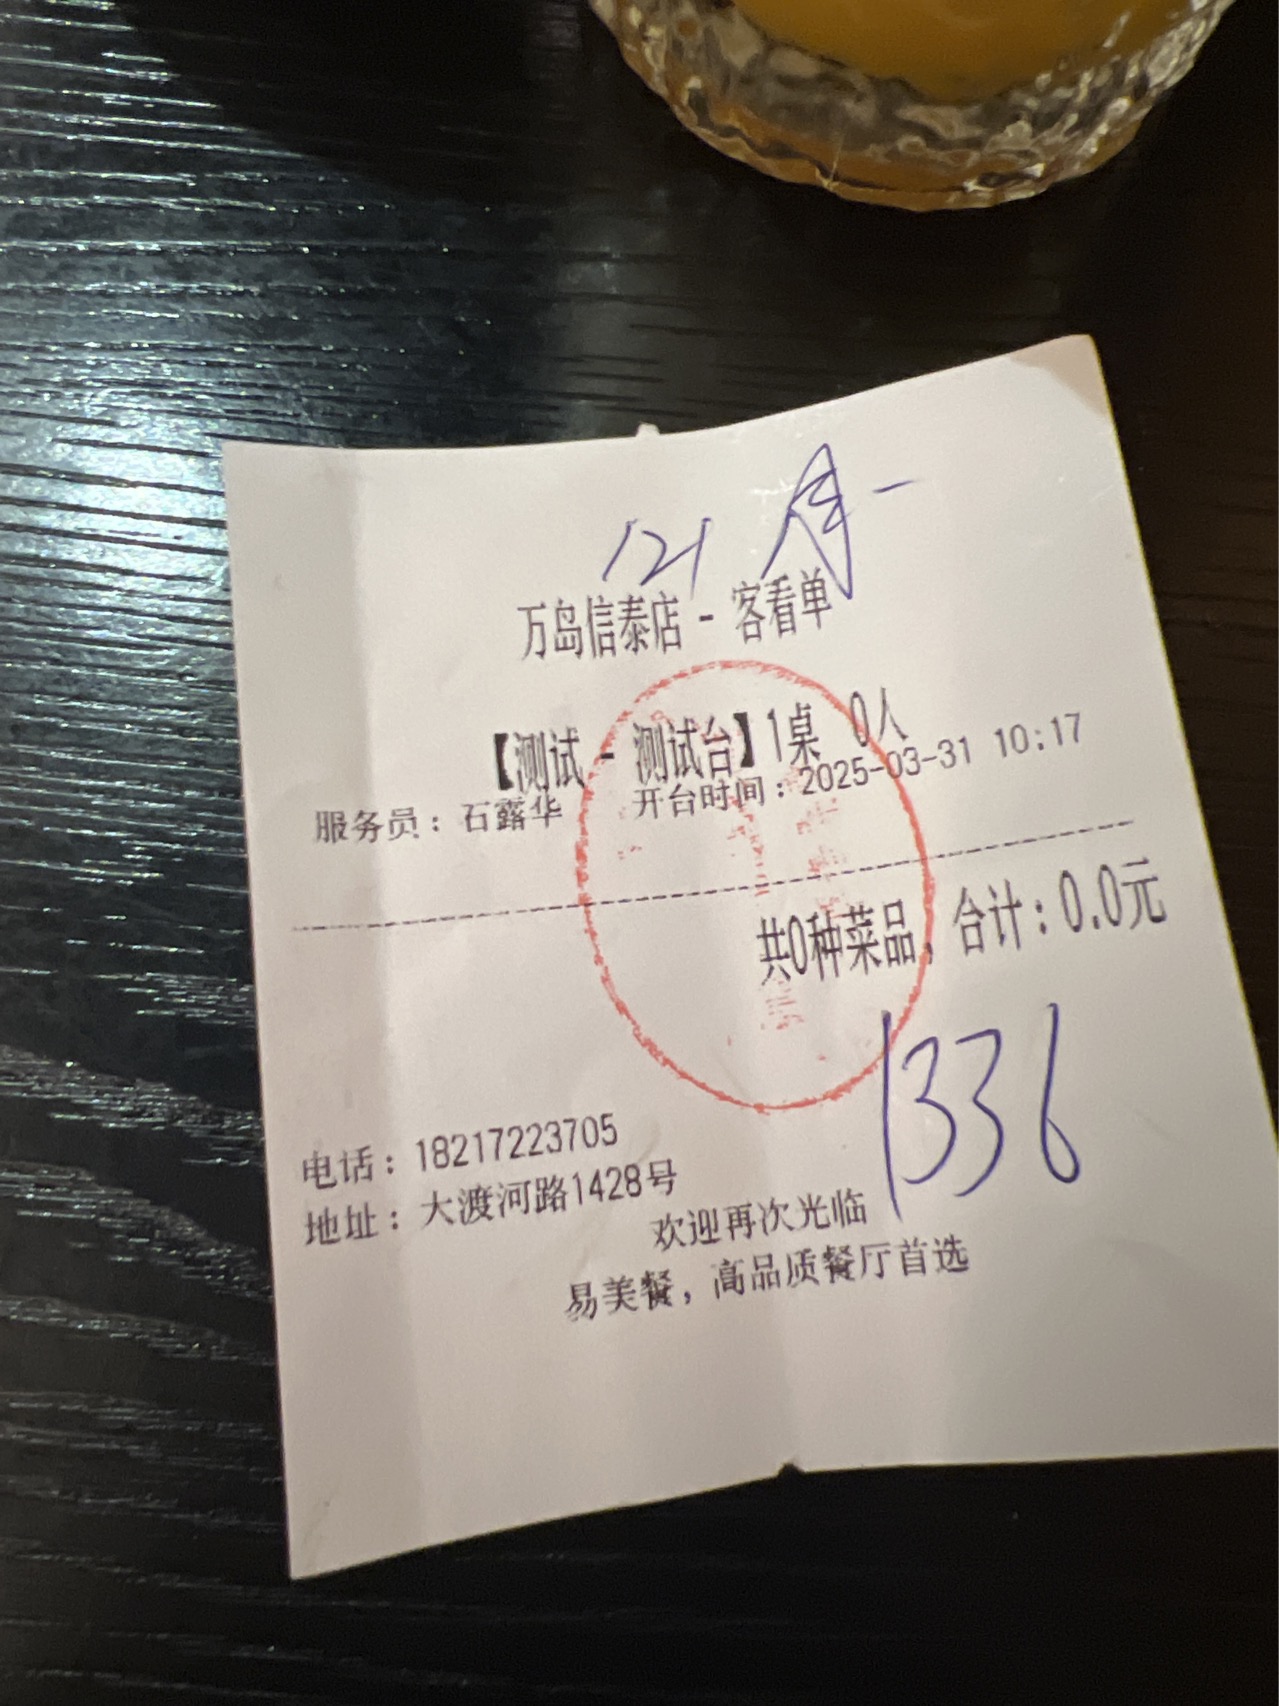 121
万岛信泰店 - 客看单
【测试 - 测试台】1桌 0人
服务员：石露华 开台时间：2025-03-31 10:17
共0种菜品，合计：0.0元
1336
电话：18217223705
地址：大渡河路1428号
欢迎再次光临
易美餐，高品质餐厅首选